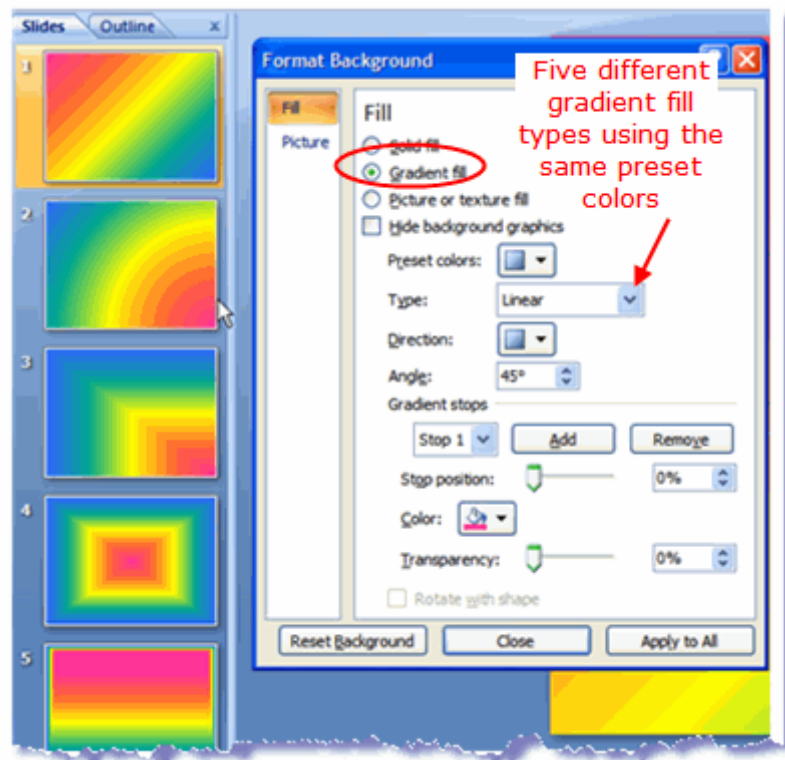 Slides Outline x
1
2
3
4
5
Format Background
Five different
gradient fill
types using the
same preset
colors
Fill
Picture
Fill
Solid fill
Gradient fill
Picture or texture fill
Hide background graphics
Preset colors:
Type: Linear
Direction:
Angle: 45°
Gradient stops
Stop 1 Add Remove
Stop position: 0%
Color:
Transparency: 0%
Rotate with shape
Reset Background Close Apply to All